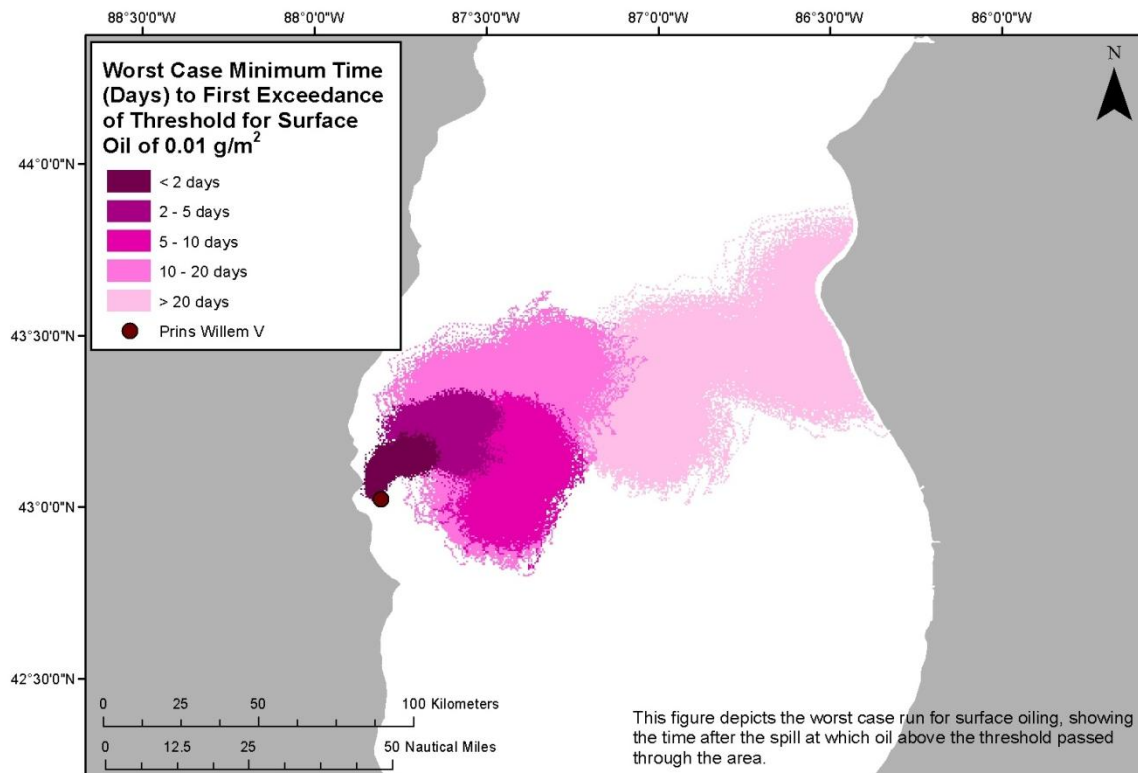 88°30'0"W 88°0'0"W 87°30'0"W 87°0'0"W 86°30'0"W 86°0'0"W
Worst Case Minimum Time
(Days) to First Exceedance
of Threshold for Surface
Oil of 0.01 g/m²
< 2 days
2 - 5 days
5 - 10 days
10 - 20 days
> 20 days
Prins Willem V
N
44°0'0"N
43°30'0"N
43°0'0"N
42°30'0"N
0 25 50 100 Kilometers
0 12.5 25 50 Nautical Miles
This figure depicts the worst case run for surface oiling, showing
the time after the spill at which oil above the threshold passed
through the area.